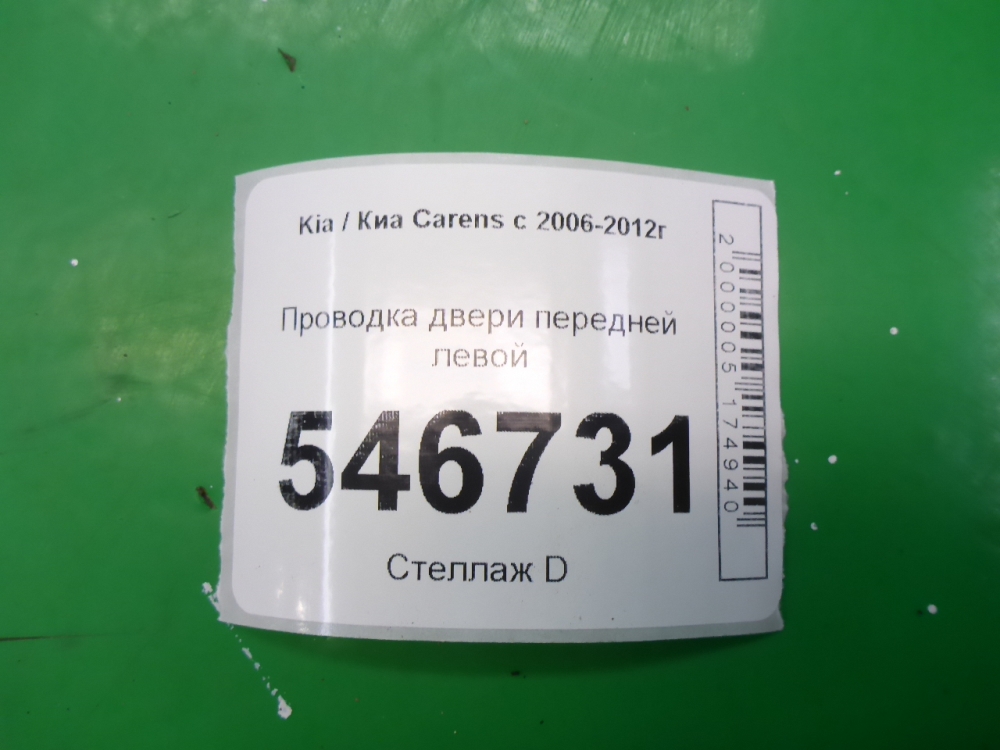 Kia / Киа Carens с 2006-2012г
Проводка двери передней
левой
546731
Стеллаж D
2000005174940